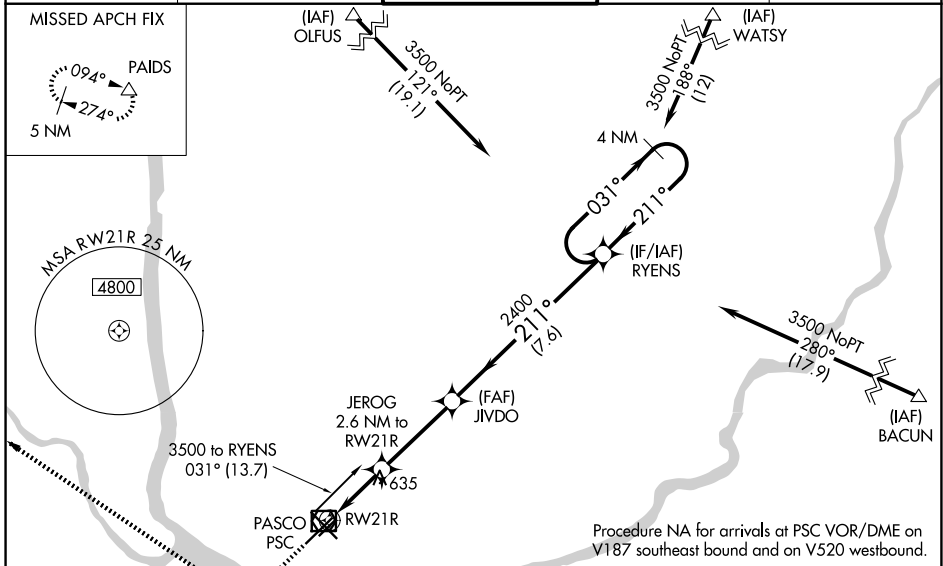 MISSED APCH FIX
PAIDS
094°
274°
5 NM
(IAF)
OLFUS
3500 NoPT
121°
(19.1)
(IAF)
WATSY
3500 NoPT
188°
(12)
4 NM
031°
211°
(IF/IAF)
RYENS
MSA RW21R 25 NM
4800
2400
211°
(7.6)
3500 NoPT
280°
(17.9)
(IAF)
BACUN
(FAF)
JIVDO
JEROG
2.6 NM to
RW21R
3500 to RYENS
031° (13.7)
635
PASCO
PSC
RW21R
Procedure NA for arrivals at PSC VOR/DME on
V187 southeast bound and on V520 westbound.